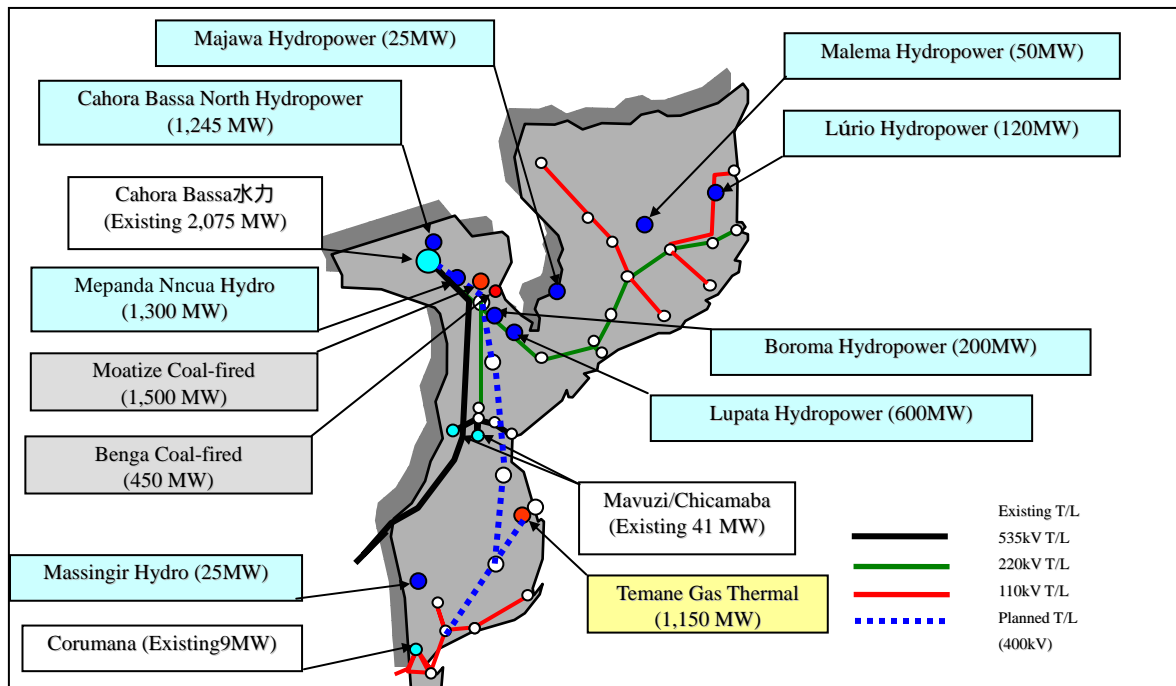 Majawa Hydropower (25MW)
Malema Hydropower (50MW)
Cahora Bassa North Hydropower
(1,245 MW)
Lúrio Hydropower (120MW)
Cahora Bassa水力
(Existing 2,075 MW)
Mepanda Nncua Hydro
(1,300 MW)
Boroma Hydropower (200MW)
Moatize Coal-fired
(1,500 MW)
Lupata Hydropower (600MW)
Benga Coal-fired
(450 MW)
Mavuzi/Chicamaba
(Existing 41 MW)
Massingir Hydro (25MW)
Temane Gas Thermal
(1,150 MW)
Corumana (Existing9MW)
Existing T/L
535kV T/L
220kV T/L
110kV T/L
Planned T/L
(400kV)